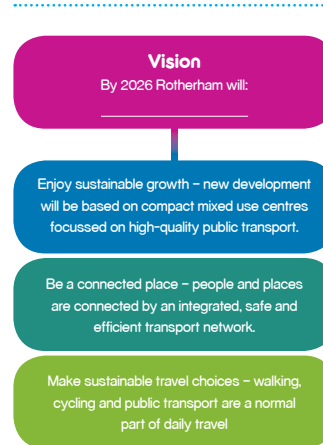 Vision
By 2026 Rotherham will:
Enjoy sustainable growth – new development
will be based on compact mixed use centres
focussed on high-quality public transport.
Be a connected place – people and places
are connected by an integrated, safe and
efficient transport network.
Make sustainable travel choices – walking,
cycling and public transport are a normal
part of daily travel